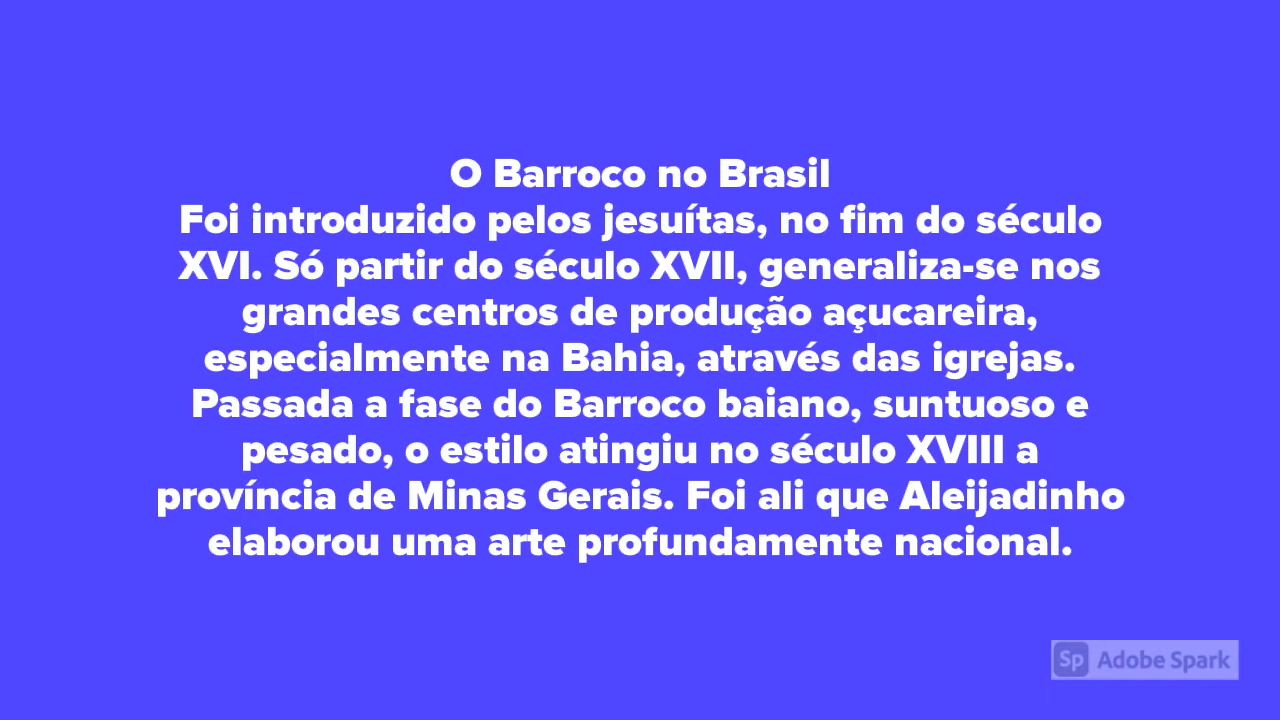 O Barroco no Brasil
Foi introduzido pelos jesuítas, no fim do século
XVI. Só partir do século XVII, generaliza-se nos
grandes centros de produção açucareira,
especialmente na Bahia, através das igrejas.
Passada a fase do Barroco baiano, suntuoso e
pesado, o estilo atingiu no século XVIII a
província de Minas Gerais. Foi ali que Aleijadinho
elaborou uma arte profundamente nacional.
Sp Adobe Spark